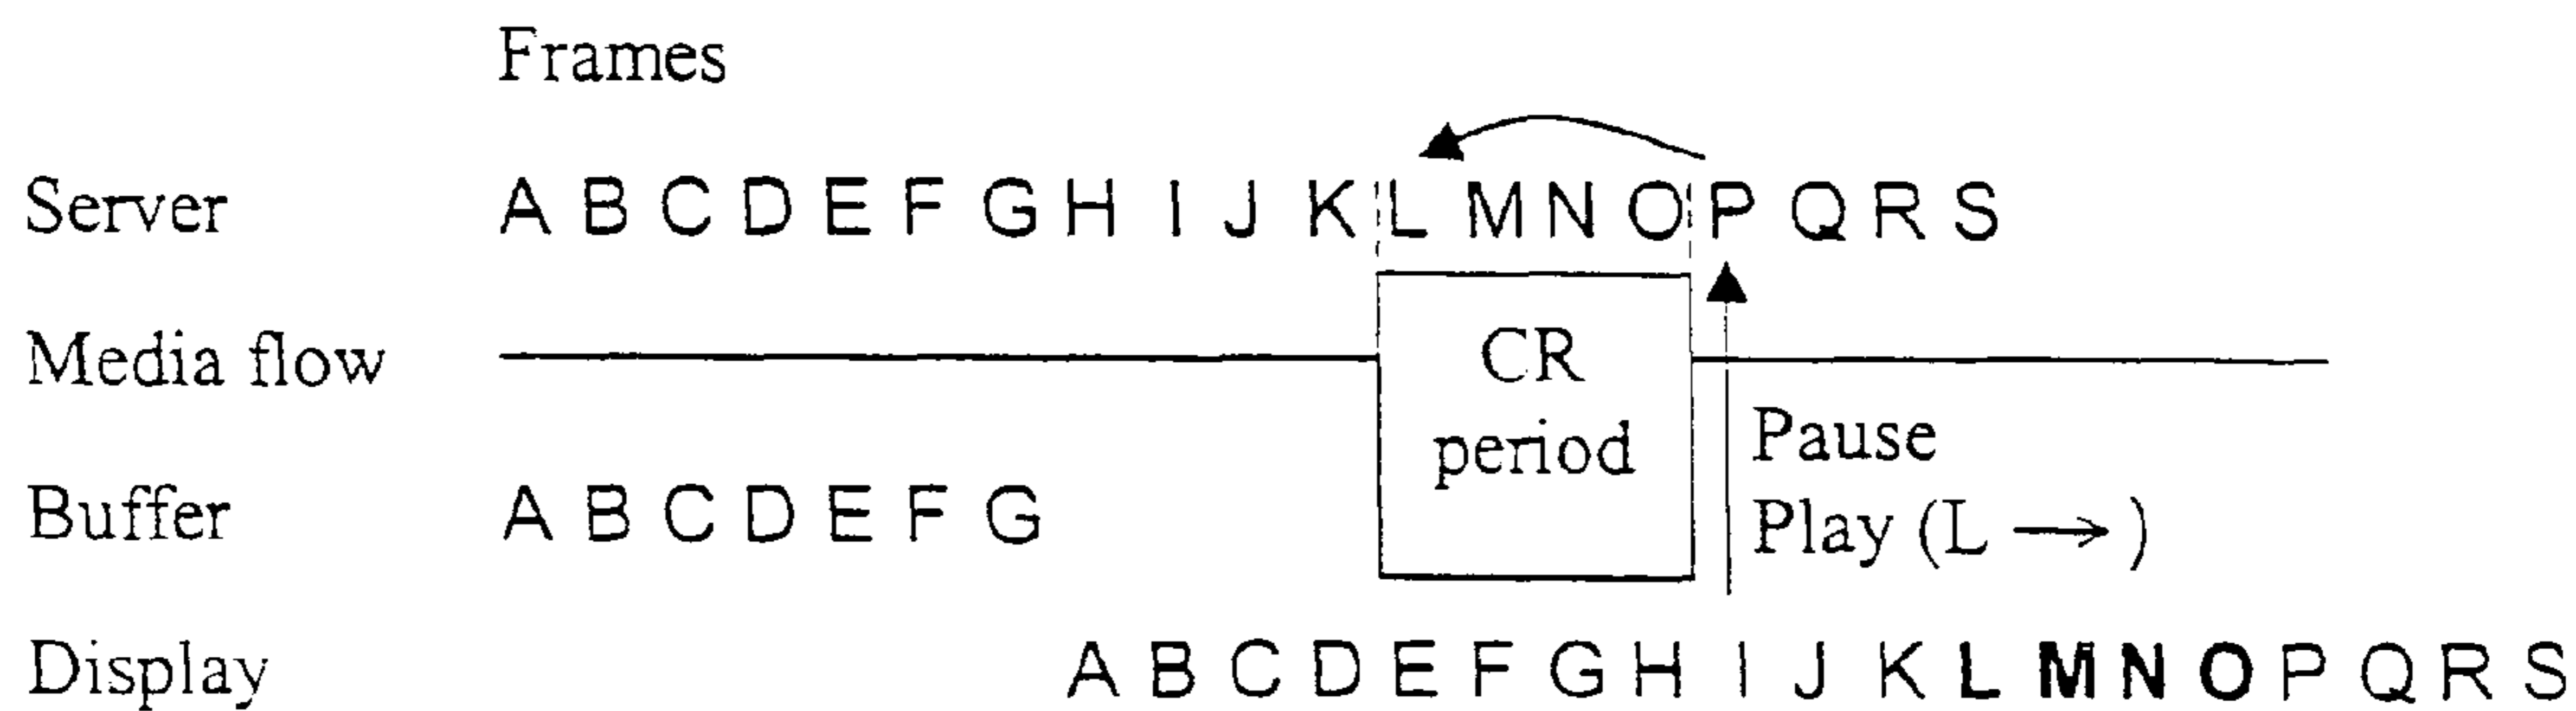 Frames
Server A B C D E F G H I J K L M N O P Q R S
Media flow
CR
period
Pause
Play (L → )
Buffer A B C D E F G
Display A B C D E F G H I J K L M N O P Q R S